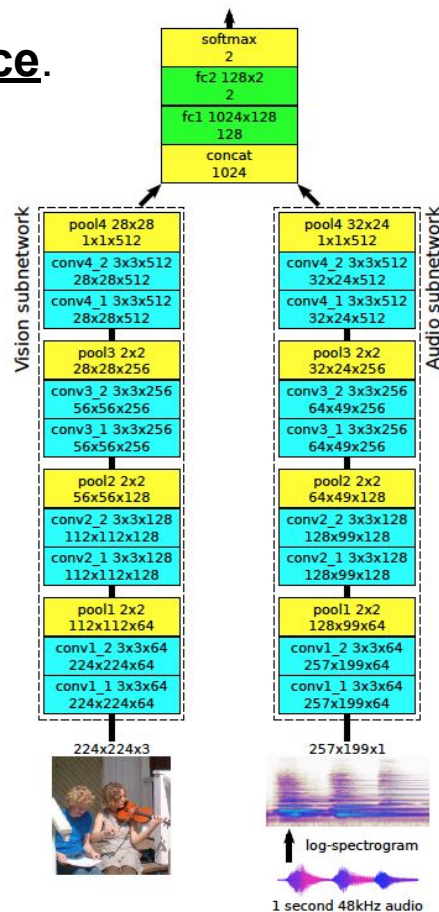 ce.
softmax
2
fc2 128x2
2
fc1 1024x128
128
concat
1024
Vision subnetwork
pool4 28x28
1x1x512
conv4_2 3x3x512
28x28x512
conv4_1 3x3x512
28x28x512
pool3 2x2
28x28x256
conv3_2 3x3x256
56x56x256
conv3_1 3x3x256
56x56x256
pool2 2x2
56x56x128
conv2_2 3x3x128
112x112x128
conv2_1 3x3x128
112x112x128
pool1 2x2
112x112x64
conv1_2 3x3x64
224x224x64
conv1_1 3x3x64
224x224x64
224x224x3
Audio subnetwork
pool4 32x24
1x1x512
conv4_2 3x3x512
32x24x512
conv4_1 3x3x512
32x24x512
pool3 2x2
32x24x256
conv3_2 3x3x256
64x49x256
conv3_1 3x3x256
64x49x256
pool2 2x2
64x49x128
conv2_2 3x3x128
128x99x128
conv2_1 3x3x128
128x99x128
pool1 2x2
128x99x64
conv1_2 3x3x64
257x199x64
conv1_1 3x3x64
257x199x64
257x199x1
log-spectrogram
1 second 48kHz audio